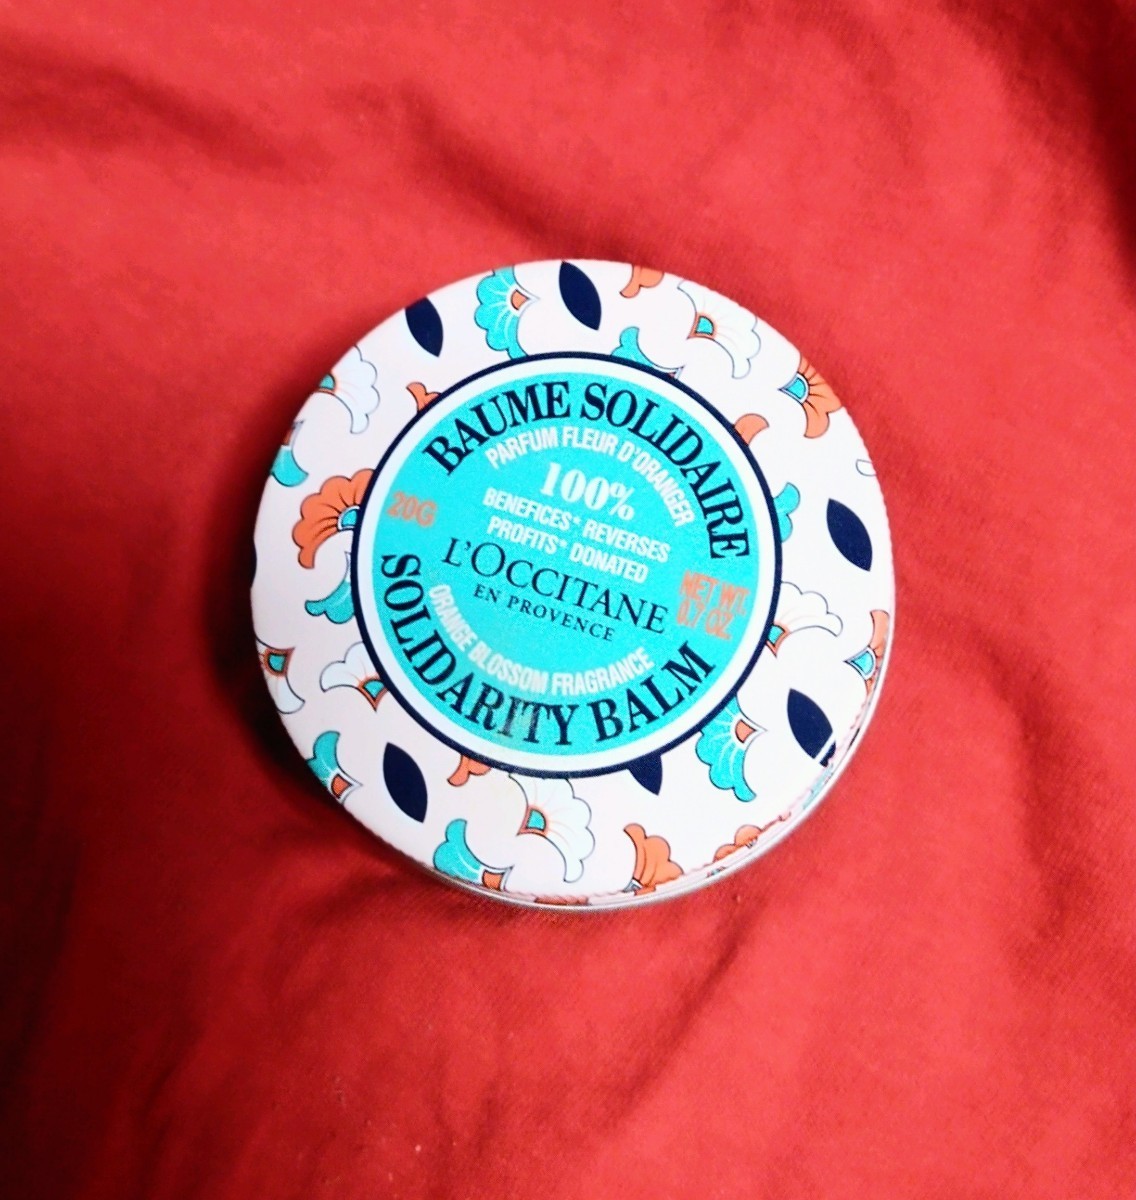 BAUME SOLIDAIRE
PARFUM FLEUR D'ORANGER
100%
BENEFICES* REVERSES
PROFITS* DONATED
20G
L'OCCITANE
EN PROVENCE
NET WT.
0.7 OZ.
ORANGE BLOSSOM FRAGRANCE
SOLIDARITY BALM